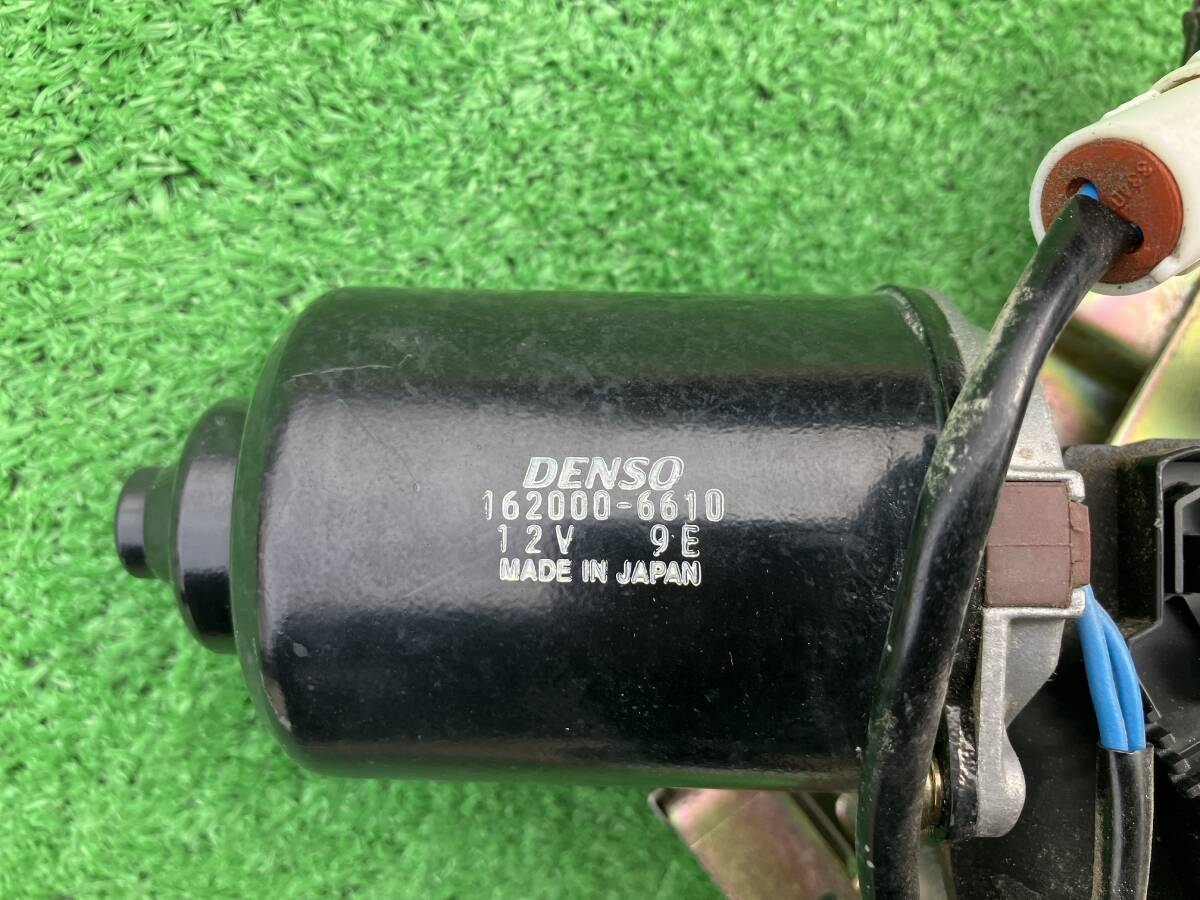 DENSO
162000-6610
12V 9E
MADE IN JAPAN